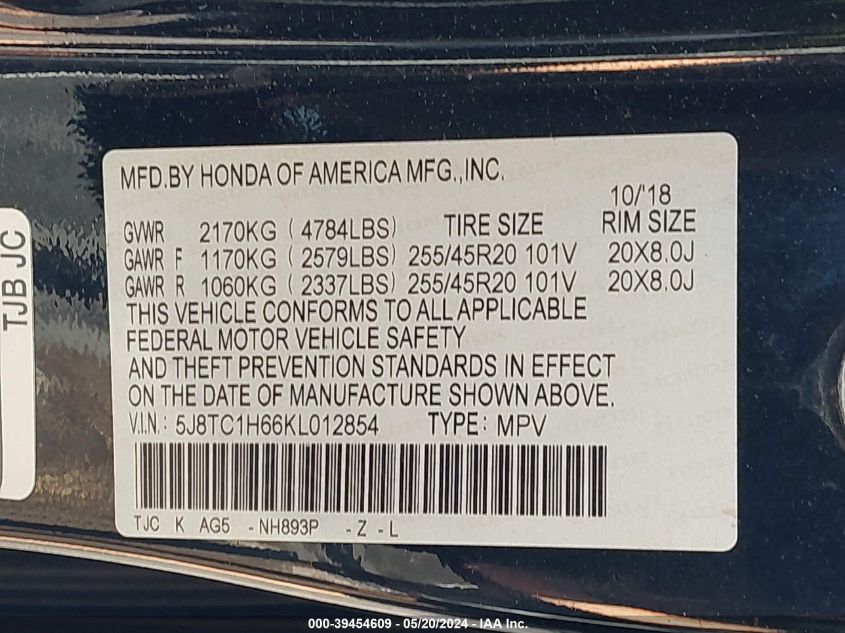 MFD.BY HONDA OF AMERICA MFG.,INC.
10/'18
GVWR 2170KG ( 4784LBS) TIRE SIZE RIM SIZE
GAWR F 1170KG ( 2579LBS) 255/45R20 101V 20X8.0J
GAWR R 1060KG ( 2337LBS) 255/45R20 101V 20X8.0J
THIS VEHICLE CONFORMS TO ALL APPLICABLE
FEDERAL MOTOR VEHICLE SAFETY
AND THEFT PREVENTION STANDARDS IN EFFECT
ON THE DATE OF MANUFACTURE SHOWN ABOVE.
V.I.N.: 5J8TC1H66KL012854 TYPE: MPV
TJC K AG5 -NH893P -Z -L
TJB JC
000-39454609 - 05/20/2024 - IAA Inc.